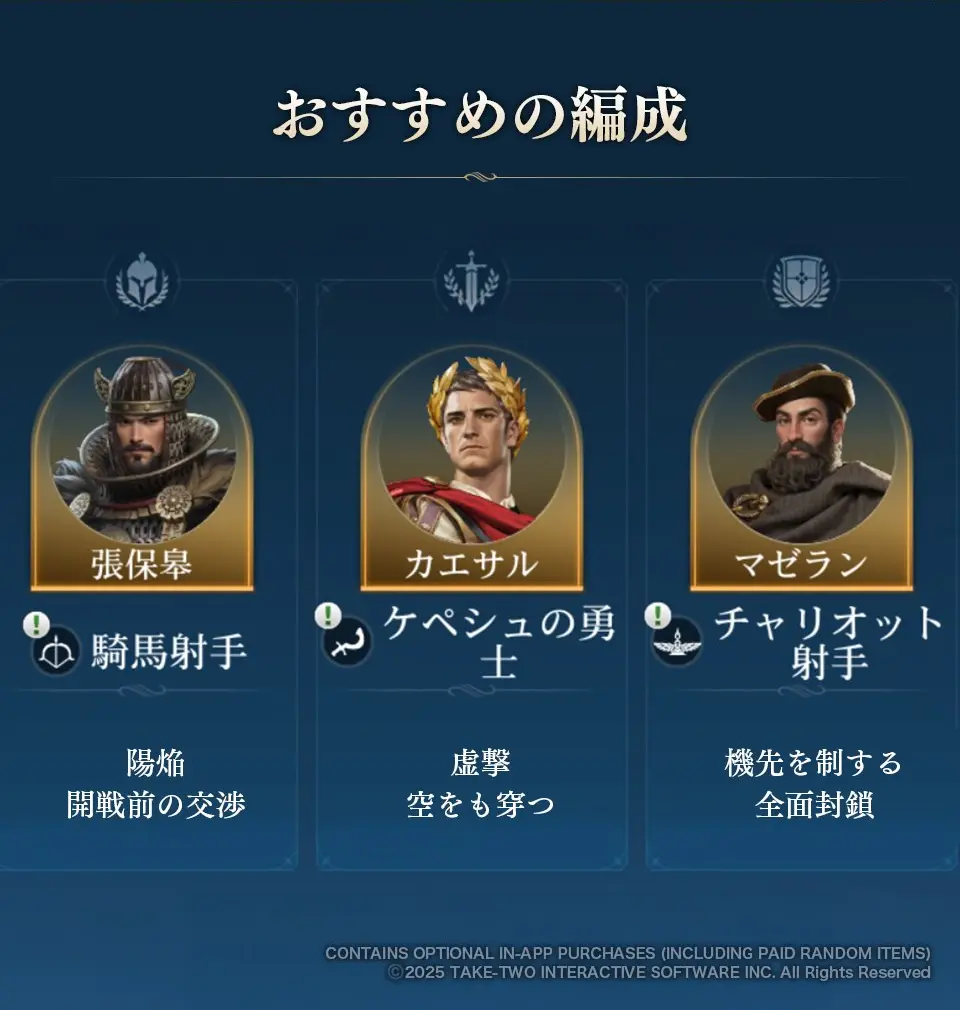 おすすめの編成
張保皋
カエサル
マゼラン
騎馬射手
ケペシュの勇
士
チャリオット
射手
陽焔
開戦前の交渉
虚撃
空をも穿つ
機先を制する
全面封鎖
CONTAINS OPTIONAL IN-APP PURCHASES (INCLUDING PAID RANDOM ITEMS)
©2025 TAKE-TWO INTERACTIVE SOFTWARE INC. All Rights Reserved